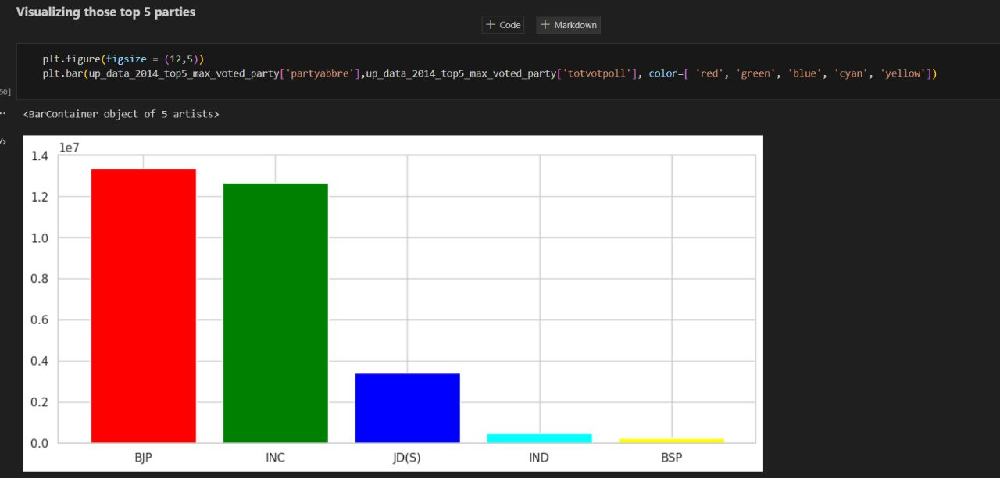 Visualizing those top 5 parties
+ Code + Markdown
plt.figure(figsize = (12,5))
plt.bar(up_data_2014_top5_max_voted_party['partyabbre'],up_data_2014_top5_max_voted_party['totvotpoll'], color=[ 'red', 'green', 'blue', 'cyan', 'yellow'])
50]
<BarContainer object of 5 artists>
1e7
1.4
1.2
1.0
0.8
0.6
0.4
0.2
0.0
BJP INC JD(S) IND BSP